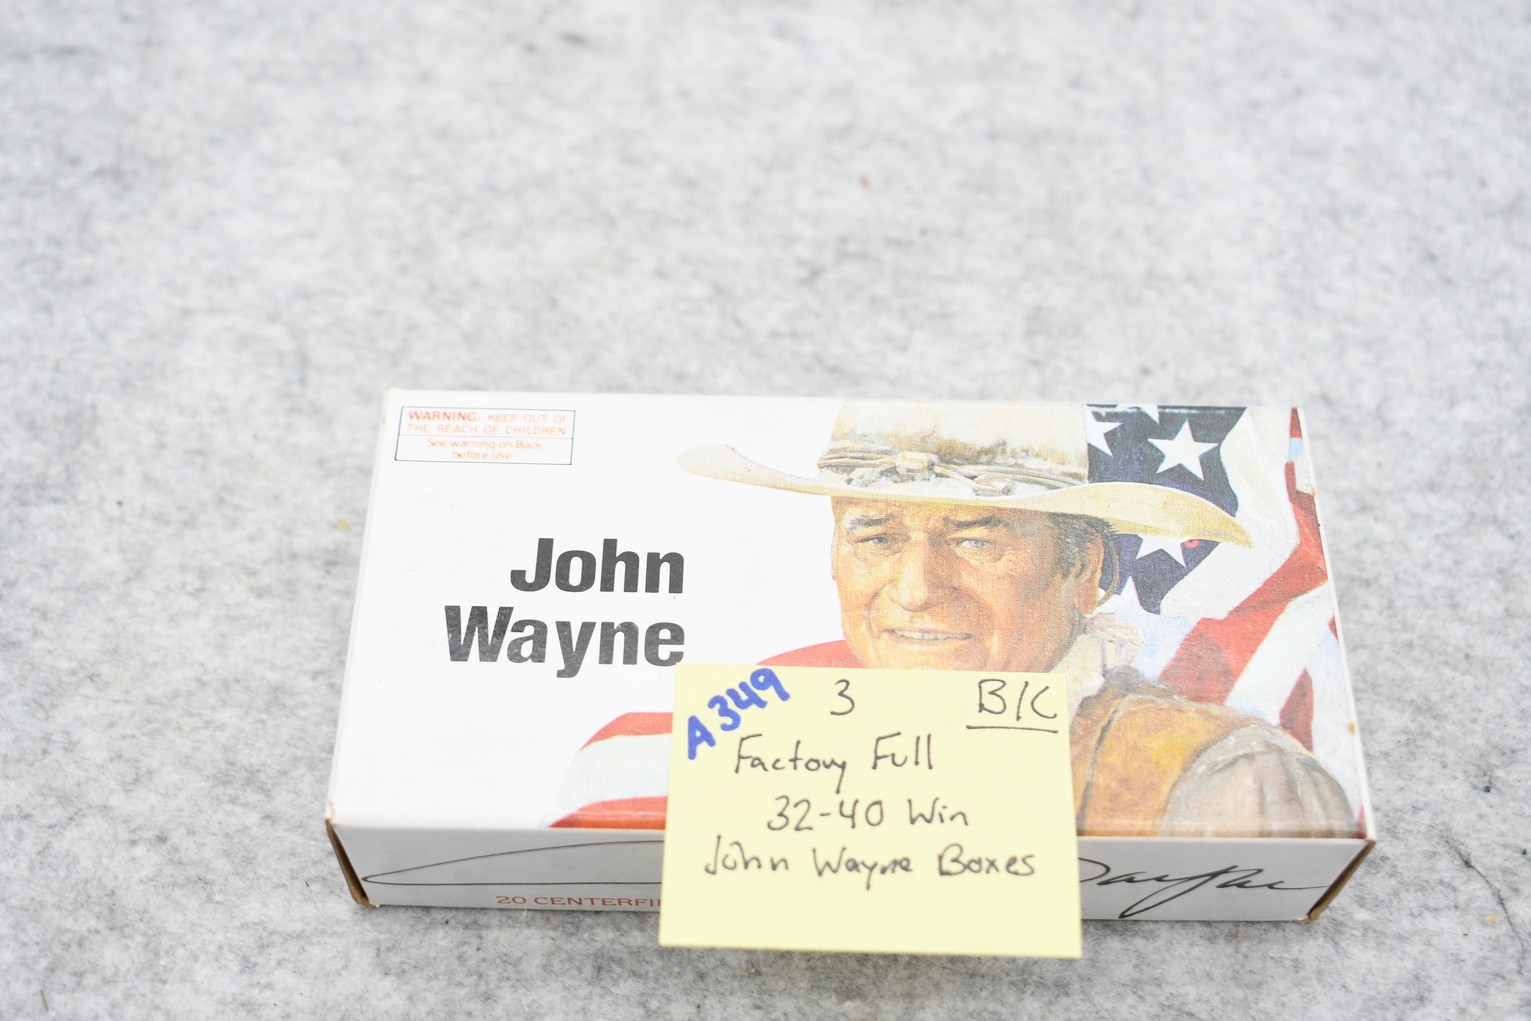 WARNING: KEEP OUT OF
THE REACH OF CHILDREN
See warning on Back
before use
John
Wayne
A349
3
B/C
Factory Full
32-40 Win
John Wayne Boxes
20 CENTERFI
Wayne